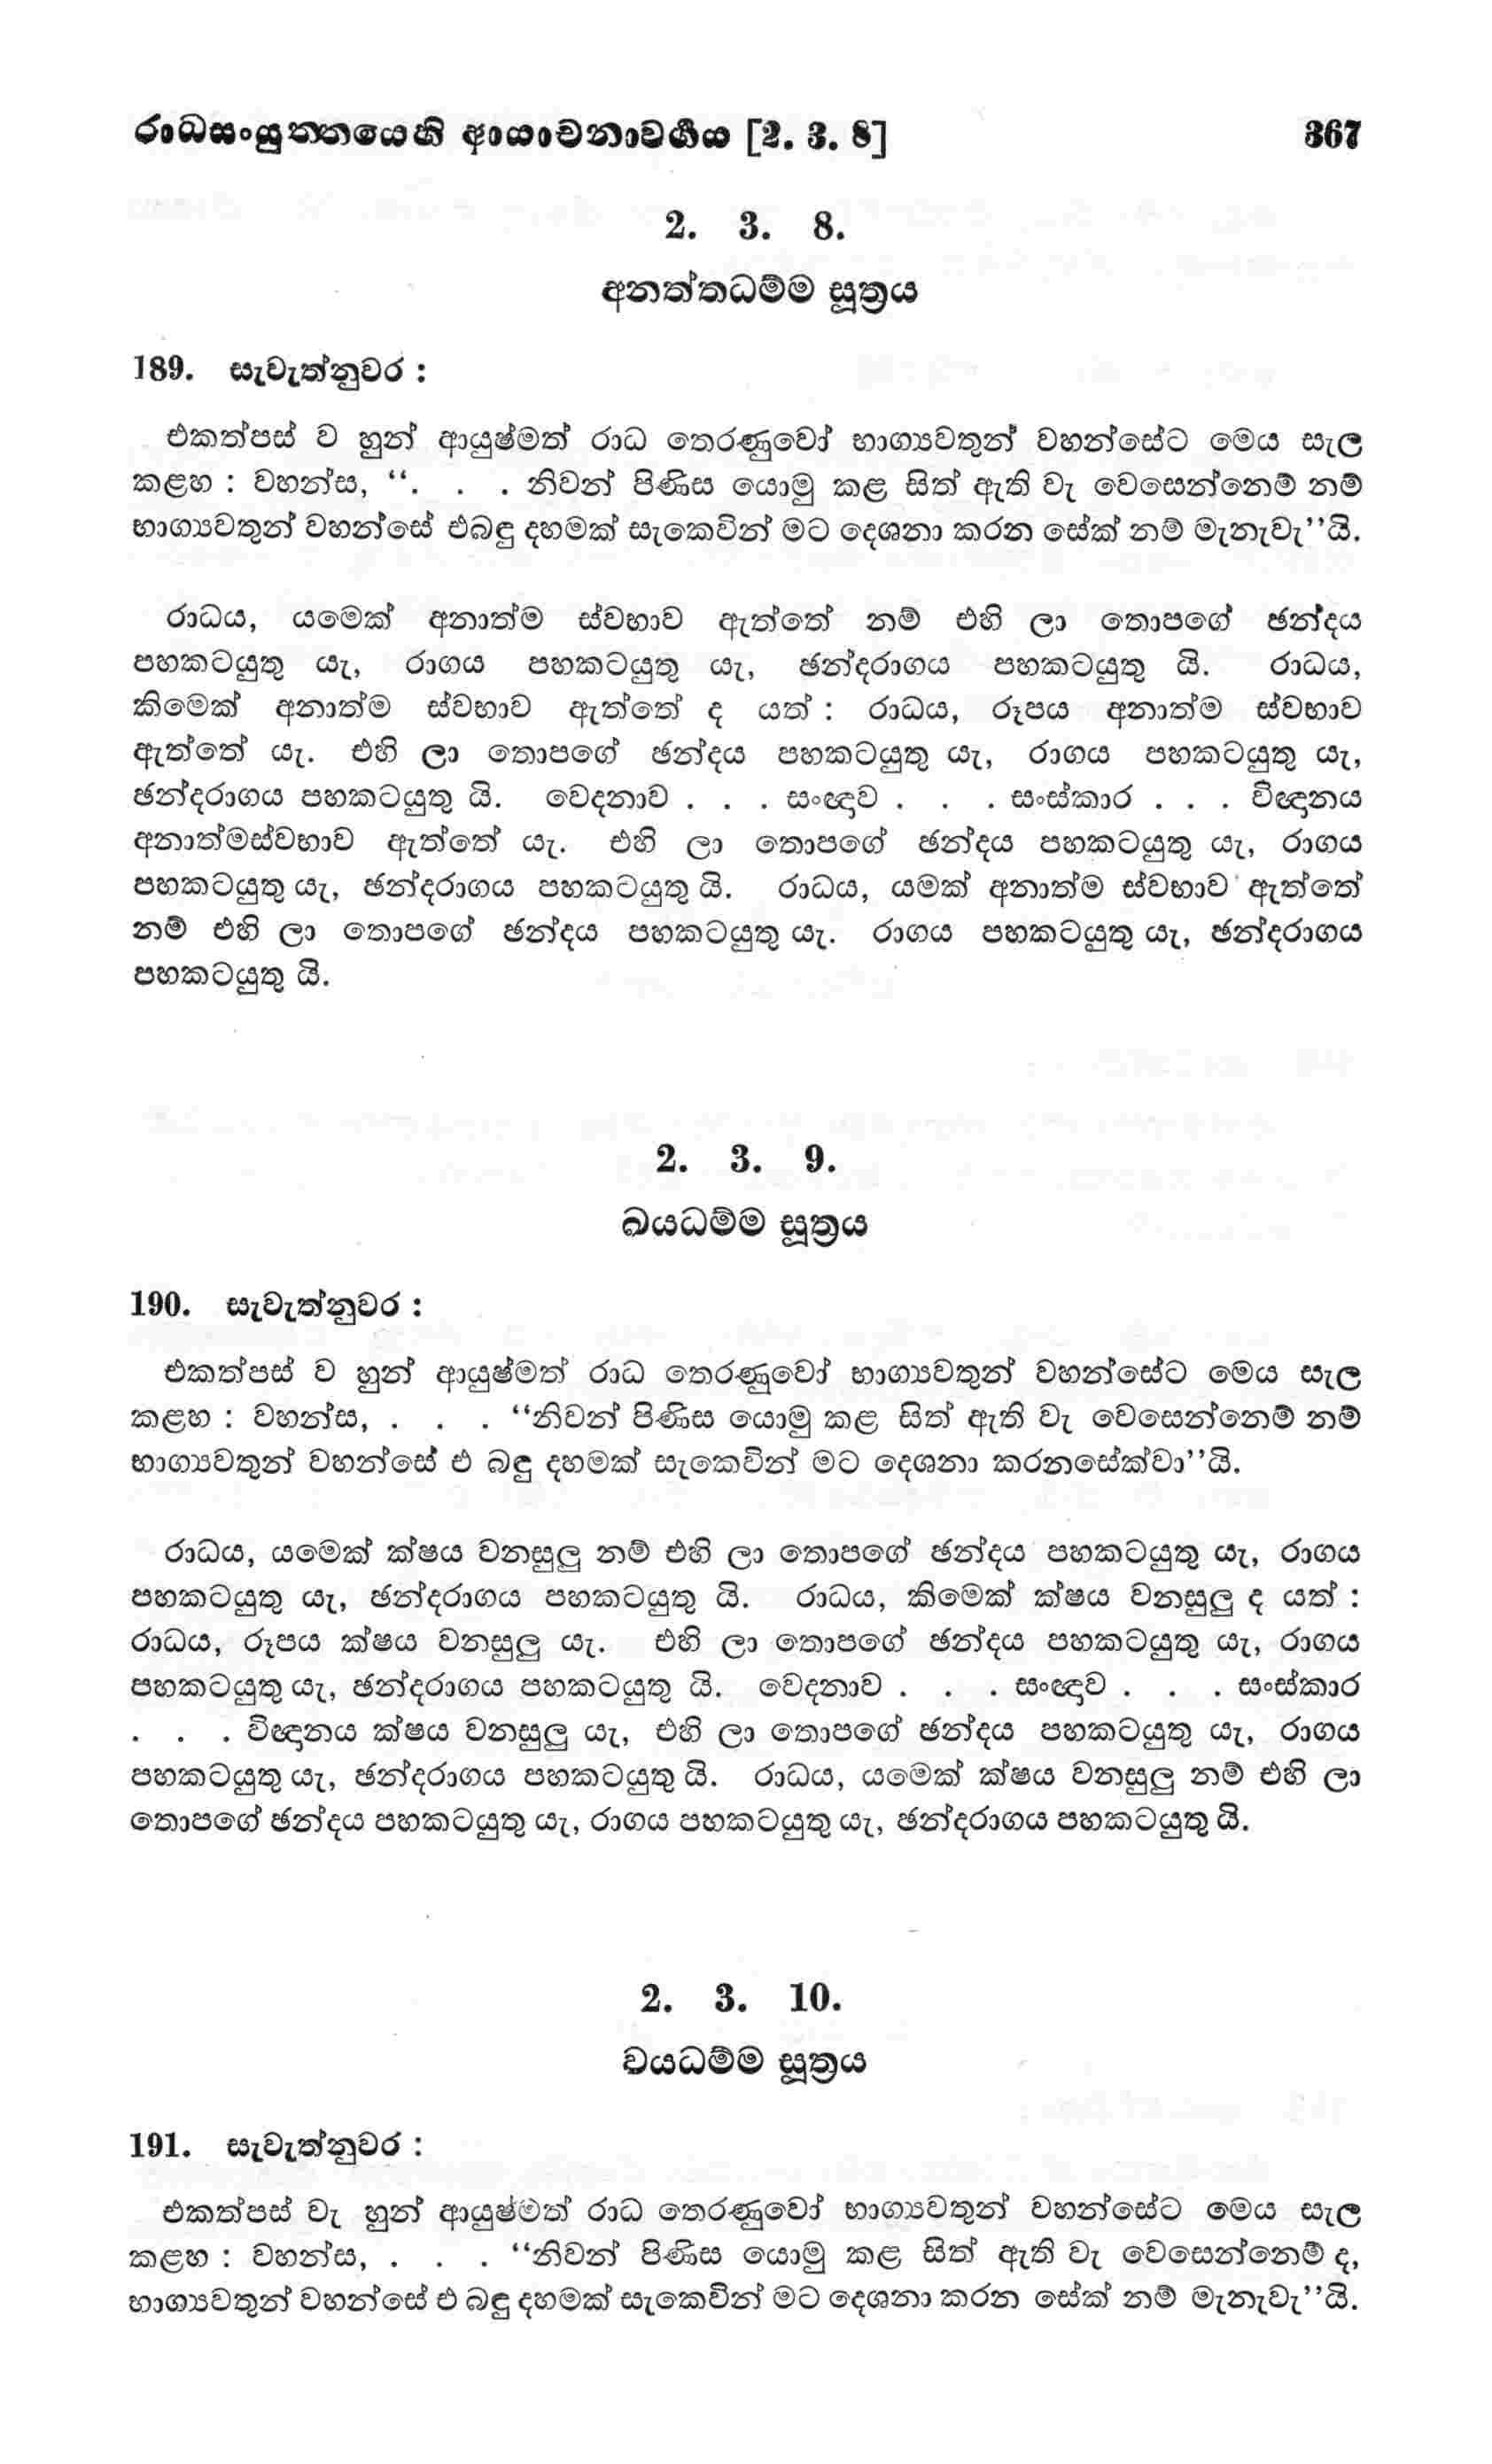 රාධසංයුත්තයෙහි ආයාචනාවර්ගය [2. 3. 8] 367
2. 3. 8.
අනත්තධම්ම සූත්‍රය
189. සැවැත්නුවර :
එකත්පස් ව හුන් ආයුෂ්මත් රාධ තෙරණුවෝ භාග්‍යවතුන් වහන්සේට මෙය සැල
කළහ : වහන්ස, “. . . නිවන් පිණිස යොමු කළ සිත් ඇති වැ වෙසෙන්නෙම් නම්
භාග්‍යවතුන් වහන්සේ එබඳු දහමක් සැකෙවින් මට දෙශනා කරන සේක් නම් මැනැවැ’’යි.
රාධය, යමෙක් අනාත්ම ස්වභාව ඇත්තේ නම් එහි ලා තොපගේ ඡන්දය
පහකටයුතු යැ, රාගය පහකටයුතු යැ, ඡන්දරාගය පහකටයුතු යි. රාධය,
කිමෙක් අනාත්ම ස්වභාව ඇත්තේ ද යත් : රාධය, රූපය අනාත්ම ස්වභාව
ඇත්තේ යැ. එහි ලා තොපගේ ඡන්දය පහකටයුතු යැ, රාගය පහකටයුතු යැ,
ඡන්දරාගය පහකටයුතු යි. වෙදනාව . . . සංඥාව . . . සංස්කාර . . . විඥානය
අනාත්මස්වභාව ඇත්තේ යැ. එහි ලා තොපගේ ඡන්දය පහකටයුතු යැ, රාගය
පහකටයුතු යැ, ඡන්දරාගය පහකටයුතු යි. රාධය, යමක් අනාත්ම ස්වභාව ඇත්තේ
නම් එහි ලා තොපගේ ඡන්දය පහකටයුතු යැ. රාගය පහකටයුතු යැ, ඡන්දරාගය
පහකටයුතු යි.
2. 3. 9.
ඛයධම්ම සූත්‍රය
190. සැවැත්නුවර :
එකත්පස් ව හුන් ආයුෂ්මත් රාධ තෙරණුවෝ භාග්‍යවතුන් වහන්සේට මෙය සැල
කළහ : වහන්ස, . . . “නිවන් පිණිස යොමු කළ සිත් ඇති වැ වෙසෙන්නෙම් නම්
භාග්‍යවතුන් වහන්සේ එ බඳු දහමක් සැකෙවින් මට දෙශනා කරනසේක්වා’’යි.
රාධය, යමෙක් ක්ෂය වනසුලු නම් එහි ලා තොපගේ ඡන්දය පහකටයුතු යැ, රාගය
පහකටයුතු යැ, ඡන්දරාගය පහකටයුතු යි. රාධය, කිමෙක් ක්ෂය වනසුලු ද යත් :
රාධය, රූපය ක්ෂය වනසුලු යැ. එහි ලා තොපගේ ඡන්දය පහකටයුතු යැ, රාගය
පහකටයුතු යැ, ඡන්දරාගය පහකටයුතු යි. වෙදනාව . . . සංඥාව . . . සංස්කාර
. . . විඥානය ක්ෂය වනසුලු යැ, එහි ලා තොපගේ ඡන්දය පහකටයුතු යැ, රාගය
පහකටයුතු යැ, ඡන්දරාගය පහකටයුතු යි. රාධය, යමෙක් ක්ෂය වනසුලු නම් එහි ලා
තොපගේ ඡන්දය පහකටයුතු යැ, රාගය පහකටයුතු යැ, ඡන්දරාගය පහකටයුතු යි.
2. 3. 10.
වයධම්ම සූත්‍රය
191. සැවැත්නුවර :
එකත්පස් වැ හුන් ආයුෂ්මත් රාධ තෙරණුවෝ භාග්‍යවතුන් වහන්සේට මෙය සැල
කළහ : වහන්ස, . . . “නිවන් පිණිස යොමු කළ සිත් ඇති වැ වෙසෙන්නෙම් ද,
භාග්‍යවතුන් වහන්සේ එ බඳු දහමක් සැකෙවින් මට දෙශනා කරන සේක් නම් මැනැවැ’’යි.